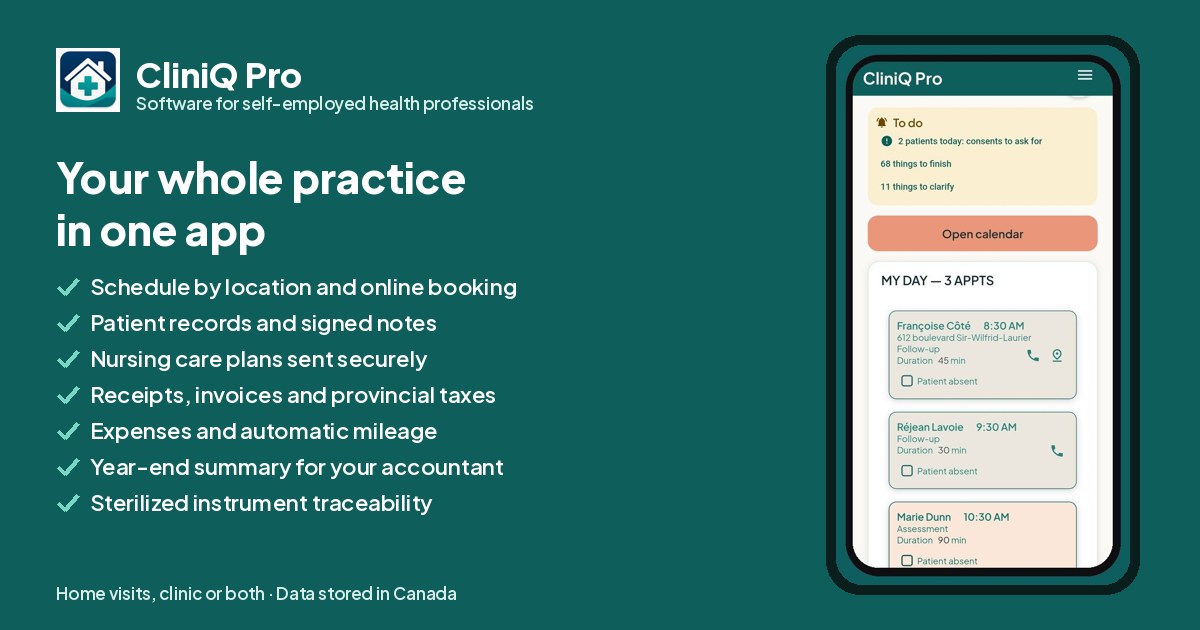 CliniQ Pro
Software for self-employed health professionals
Your whole practice
in one app
Schedule by location and online booking
Patient records and signed notes
Nursing care plans sent securely
Receipts, invoices and provincial taxes
Expenses and automatic mileage
Year-end summary for your accountant
Sterilized instrument traceability
Home visits, clinic or both · Data stored in Canada
CliniQ Pro
To do
2 patients today: consents to ask for
68 things to finish
11 things to clarify
Open calendar
MY DAY — 3 APPTS
Françoise Côté 8:30 AM
612 boulevard Sir-Wilfrid-Laurier
Follow-up
Duration 45 min
Patient absent
Réjean Lavoie 9:30 AM
Follow-up
Duration 30 min
Patient absent
Marie Dunn 10:30 AM
Assessment
Duration 90 min
Patient absent